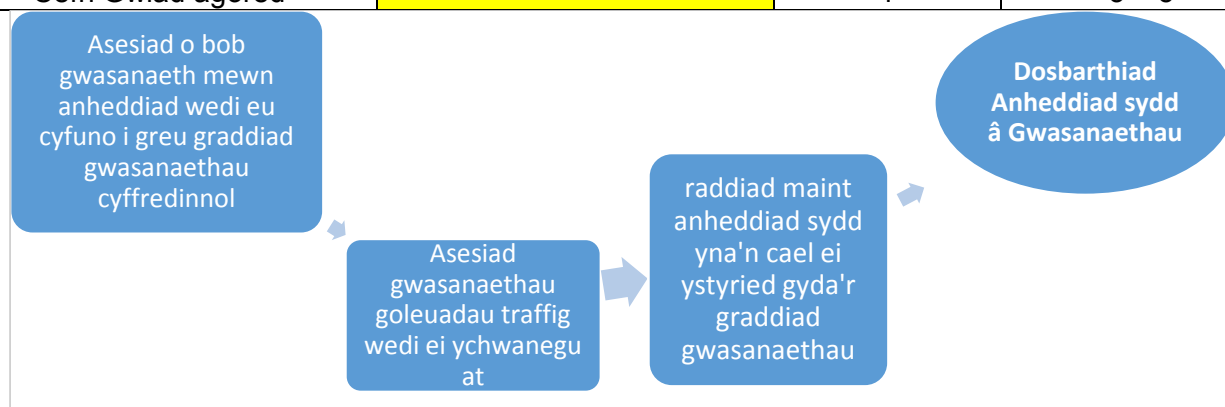 Asesiad o bob
gwasanaeth mewn
anheddiad wedi eu
cyfuno i greu graddiad
gwasanaethau
cyffredinnol
Asesiad
gwasanaethau
goleuadau traffig
wedi ei ychwanegu
at
raddiad maint
anheddiad sydd
yna'n cael ei
ystyried gyda'r
graddiad
gwasanaethau
Dosbarthiad
Anheddiad sydd
â Gwasanaethau